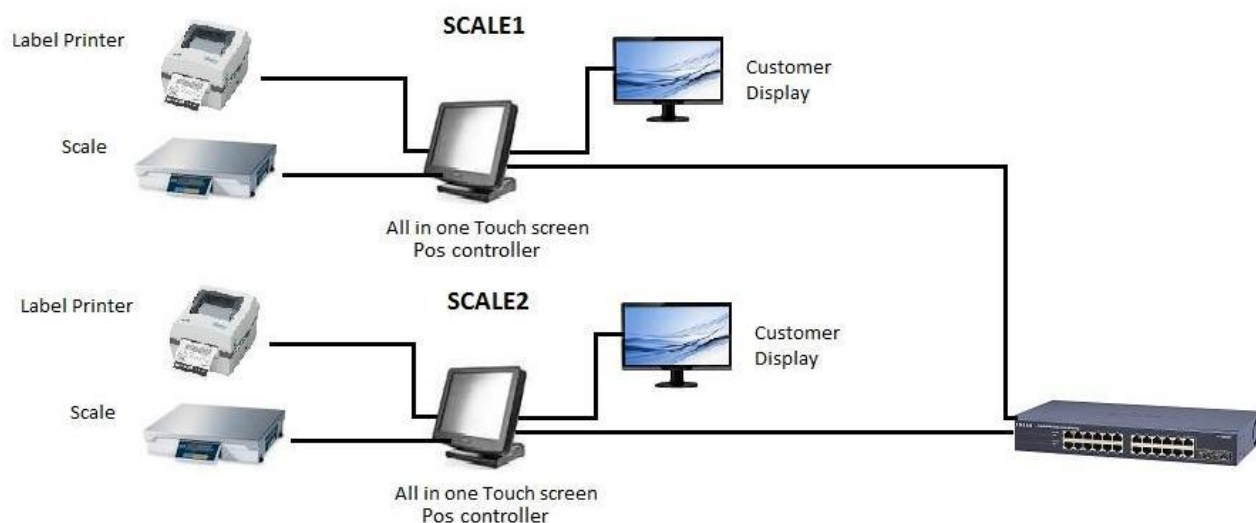 SCALE1
Label Printer
Customer
Display
Scale
All in one Touch screen
Pos controller
SCALE2
Label Printer
Customer
Display
Scale
All in one Touch screen
Pos controller